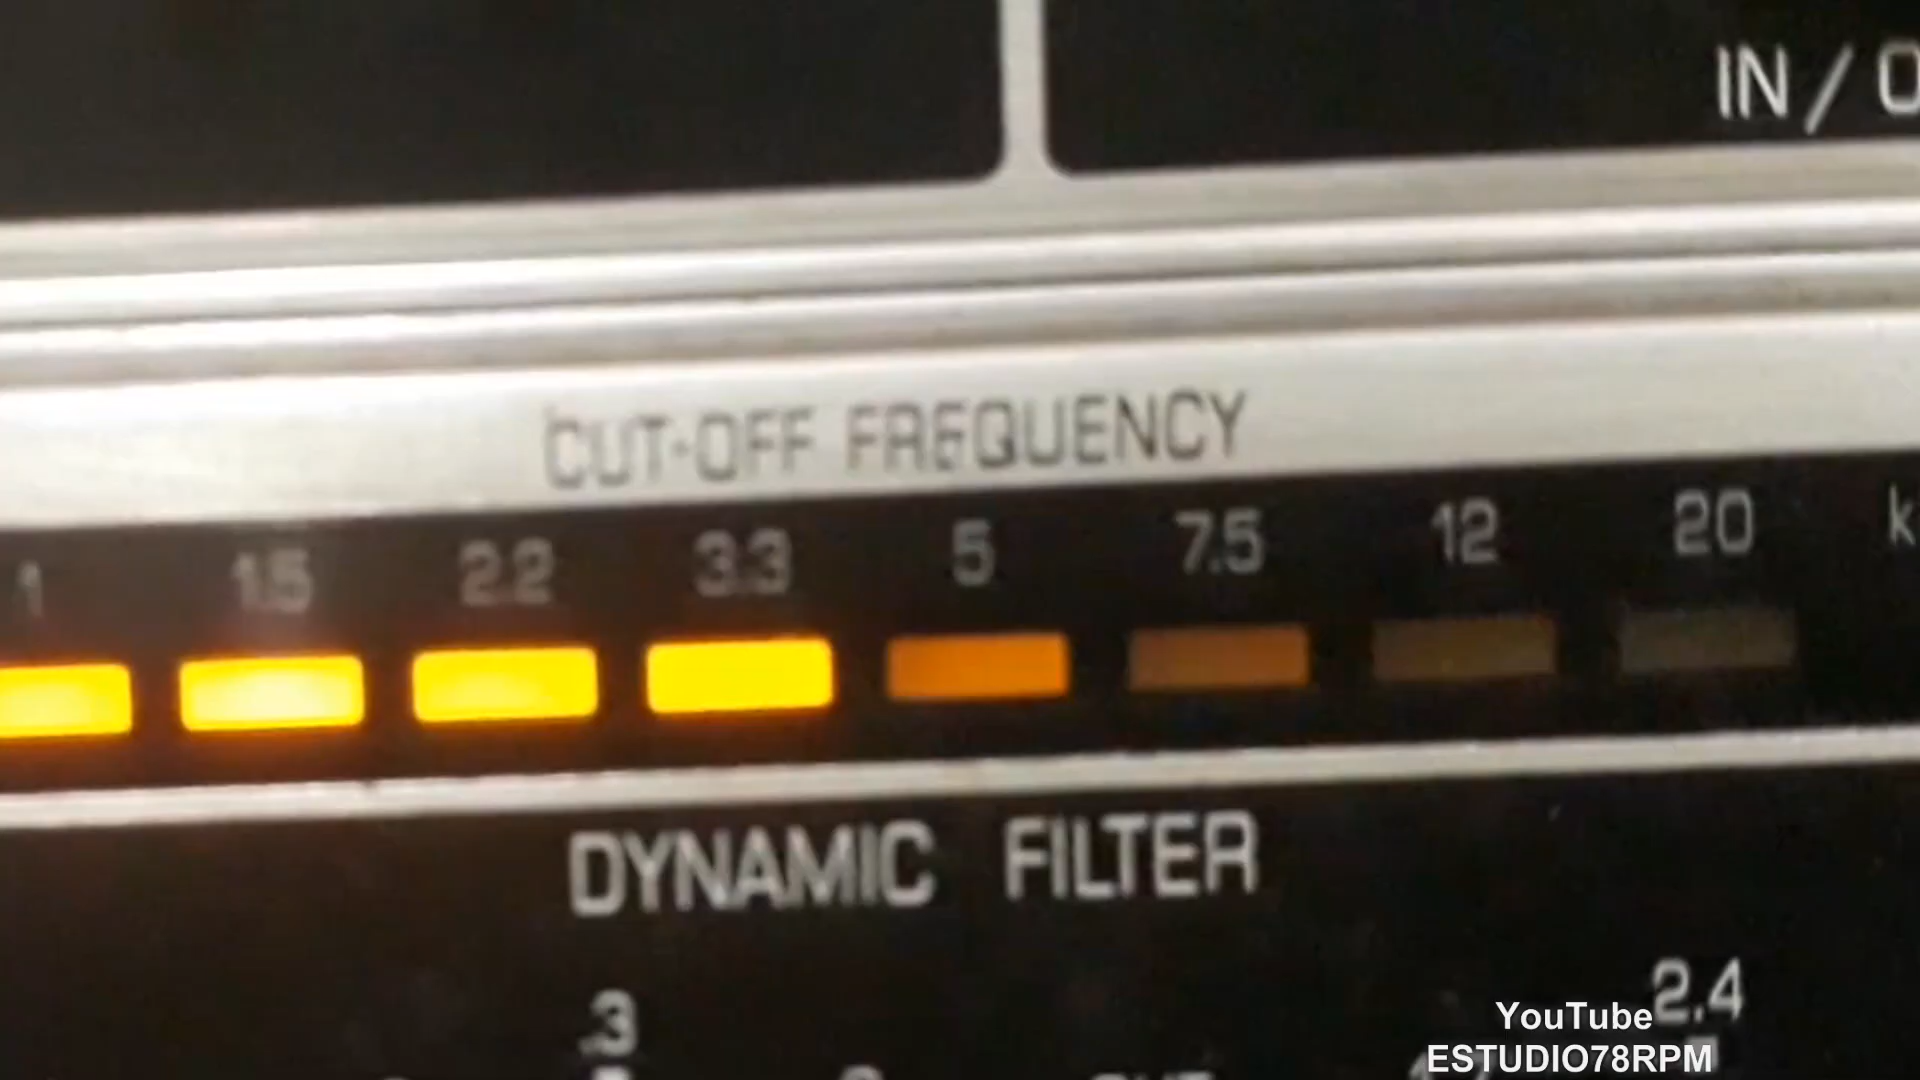 IN / O
CUT-OFF FREQUENCY
1 1.5 2.2 3.3 5 7.5 12 20 k
DYNAMIC FILTER
.3 2.4
YouTube
ESTUDIO78RPM